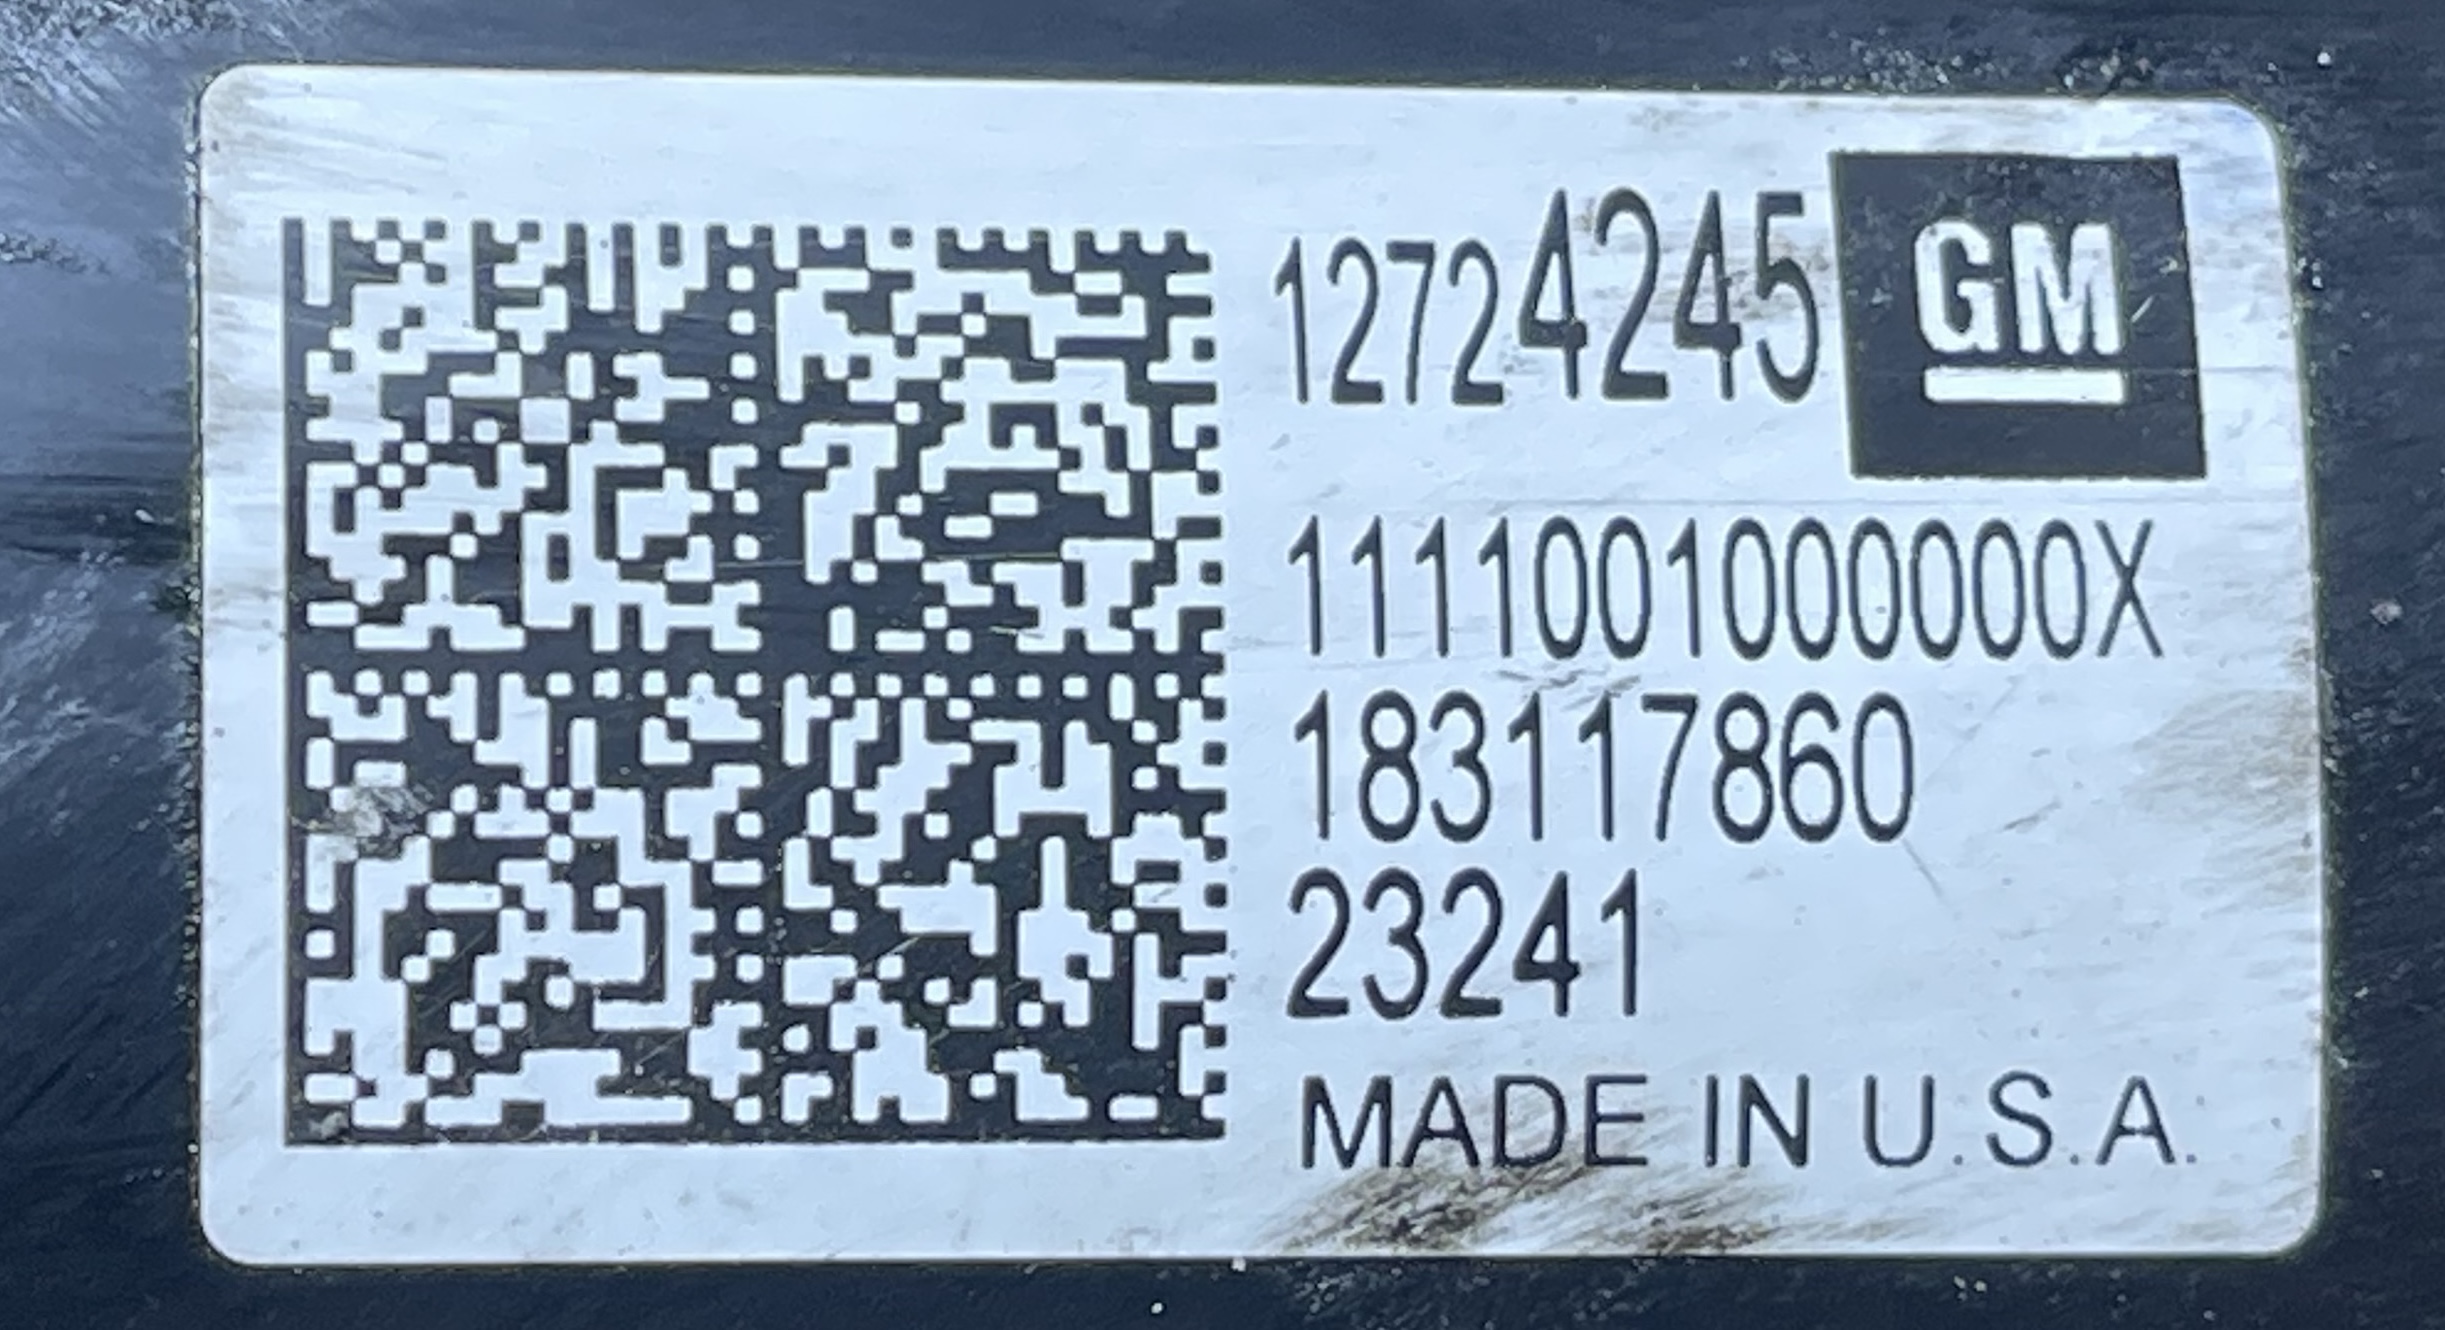 12724245 GM
1111001000000X
183117860
23241
MADE IN U.S.A.